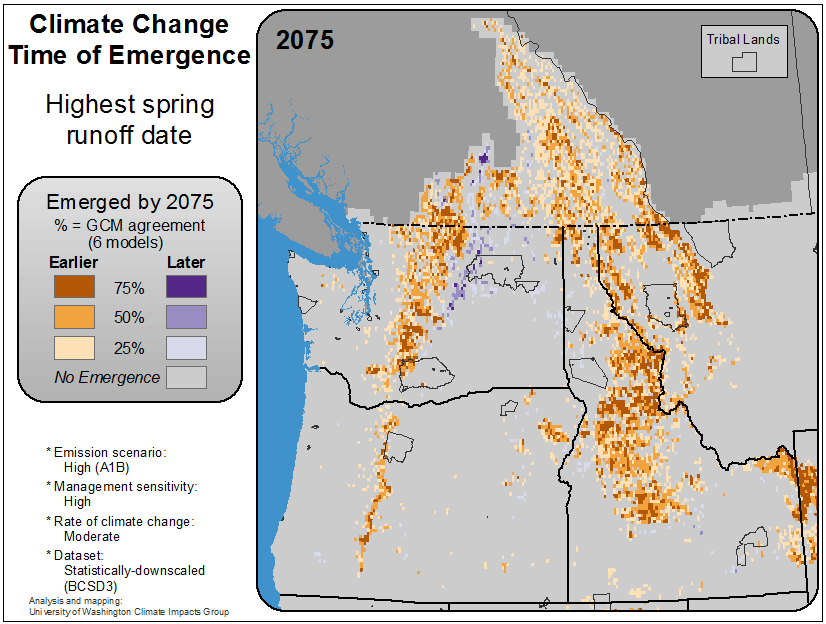 Climate Change
Time of Emergence
Highest spring
runoff date
Emerged by 2075
% = GCM agreement
(6 models)
Earlier Later
75%
50%
25%
No Emergence
* Emission scenario:
High (A1B)
* Management sensitivity:
High
* Rate of climate change:
Moderate
* Dataset:
Statistically-downscaled
(BCSD3)
Analysis and mapping:
University of Washington Climate Impacts Group
2075
Tribal Lands